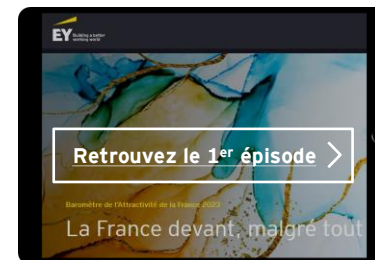 EY Building a better
working world
Retrouvez le 1er épisode >
Baromètre de l'Attractivité de la France 2023
La France devant, malgré tout